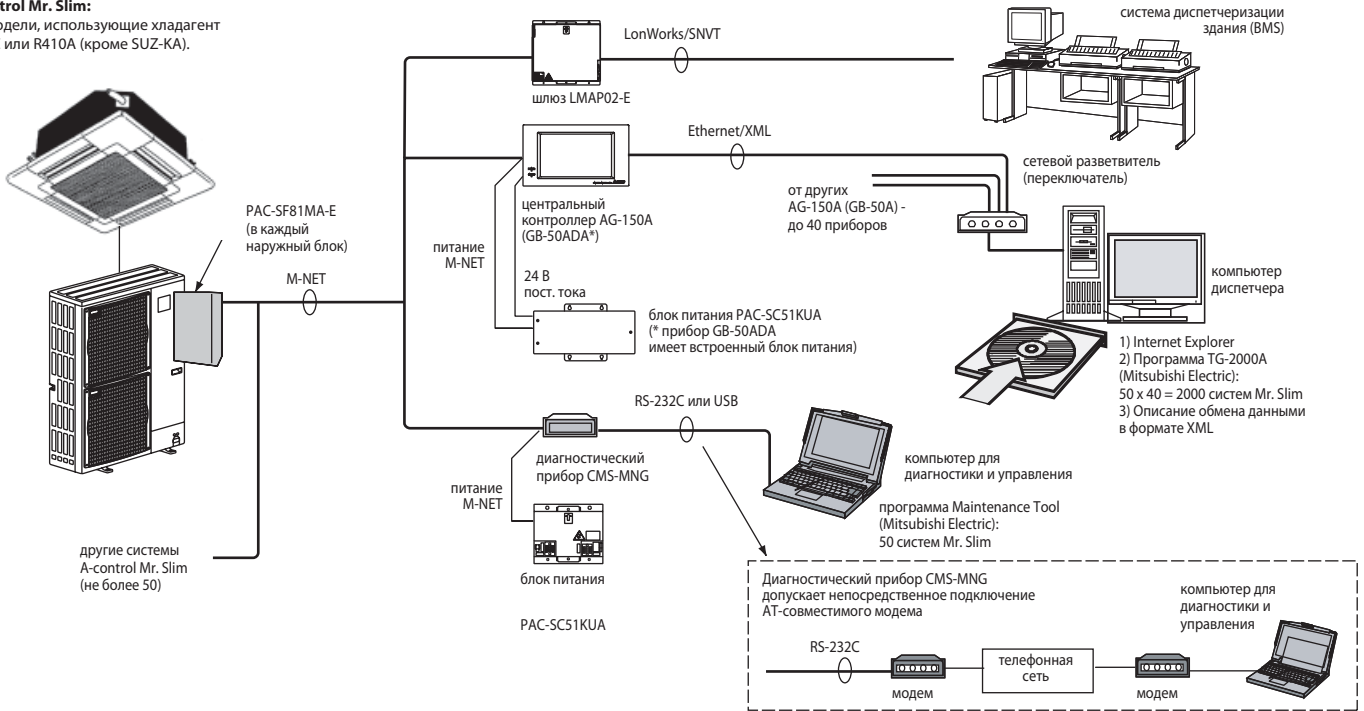 ntrol Mr. Slim:
одели, использующие хладагент
или R410A (кроме SUZ-KA).
PAC-SF81MA-E
(в каждый
наружный блок)
M-NET
другие системы
A-control Mr. Slim
(не более 50)
шлюз LMAP02-E
LonWorks/SNVT
система диспетчеризации
здания (BMS)
центральный
контроллер AG-150A
(GB-50ADA*)
Ethernet/XML
питание
M-NET
24 В
пост. тока
блок питания PAC-SC51KUA
(* прибор GB-50ADA
имеет встроенный блок питания)
от других
AG-150A (GB-50A) -
до 40 приборов
сетевой разветвитель
(переключатель)
компьютер
диспетчера
1) Internet Explorer
2) Программа TG-2000A
(Mitsubishi Electric):
50 x 40 = 2000 систем Mr. Slim
3) Описание обмена данными
в формате XML
RS-232C или USB
диагностический
прибор CMS-MNG
питание
M-NET
блок питания
PAC-SC51KUA
компьютер для
диагностики и управления
программа Maintenance Tool
(Mitsubishi Electric):
50 систем Mr. Slim
Диагностический прибор CMS-MNG
допускает непосредственное подключение
АТ-совместимого модема
RS-232C
модем
телефонная
сеть
модем
компьютер для
диагностики и
управления